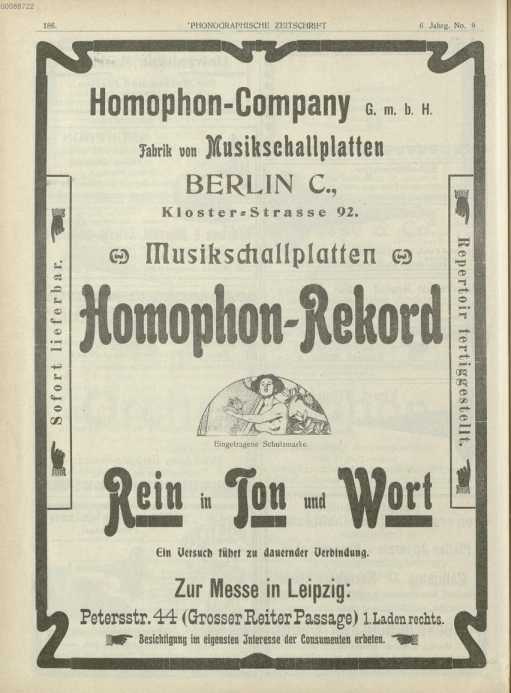 00088722
186. "PHONOGRAPHISCHE ZEITSCHRIFT 6 Jahrg. No. 9
Homophon-Company G. m. b. H.
Fabrik von Musikschallplatten
BERLIN C.,
Kloster-Strasse 92.
Musikschallplatten
Homophon-Rekord
Sofort lieferbar.
Repertoir fertiggestellt.
Eingetragene Schutzmarke.
Rein in Ton und Wort
Ein Versuch führt zu dauernder Verbindung.
Zur Messe in Leipzig:
Petersstr. 44 (Grosser Reiter Passage) 1. Laden rechts.
Besichtigung im eigensten Interesse der Consumenten erbeten.